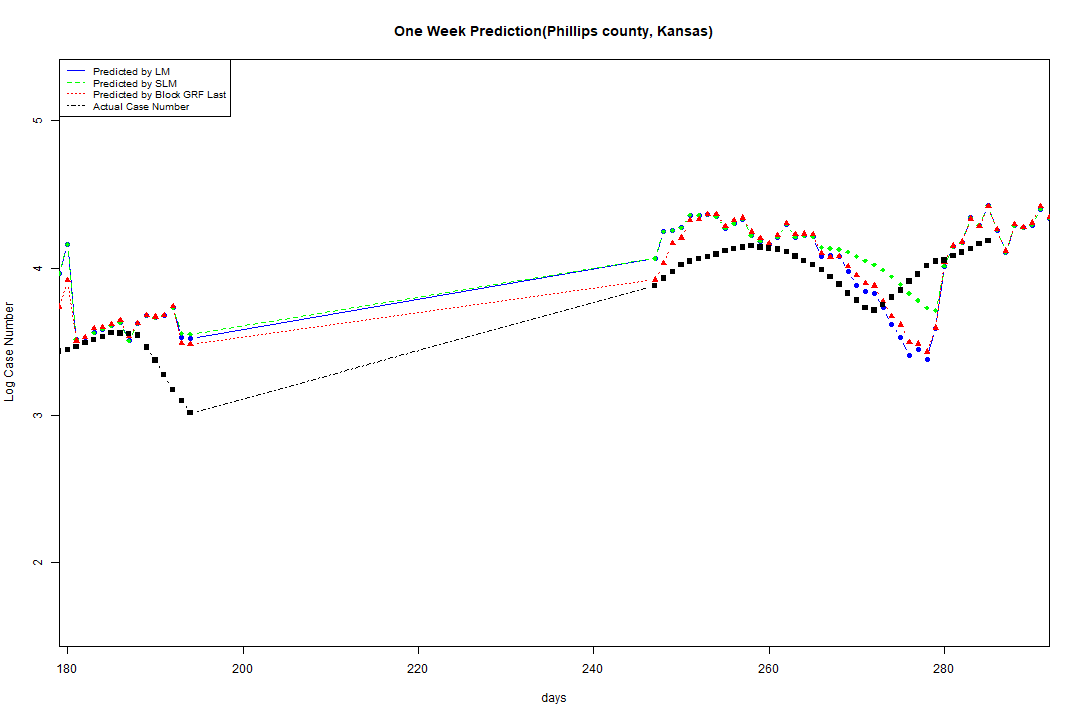 One Week Prediction(Phillips county, Kansas)
Predicted by LM
Predicted by SLM
Predicted by Block GRF Last
Actual Case Number
5
4
3
2
Log Case Number
180 200 220 240 260 280
days